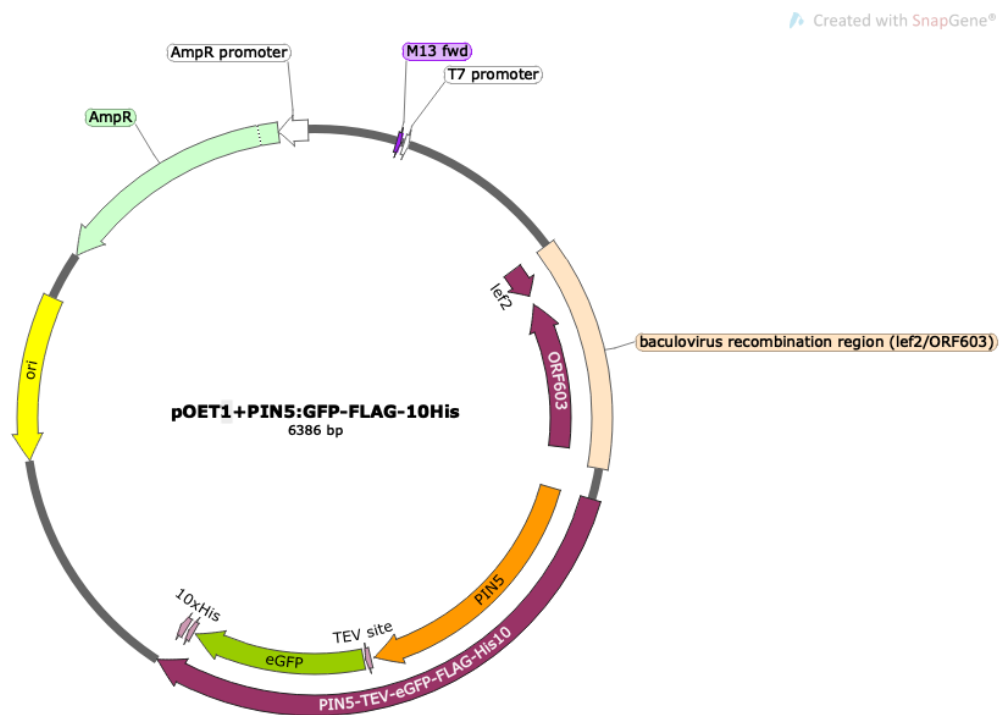 Created with SnapGene®
M13 fwd
AmpR promoter
T7 promoter
AmpR
lef2
baculovirus recombination region (lef2/ORF603)
ORF603
ori
pOET1+PIN5:GFP-FLAG-10His
6386 bp
PIN5
10xHis
TEV site
eGFP
PIN5-TEV-eGFP-FLAG-His10